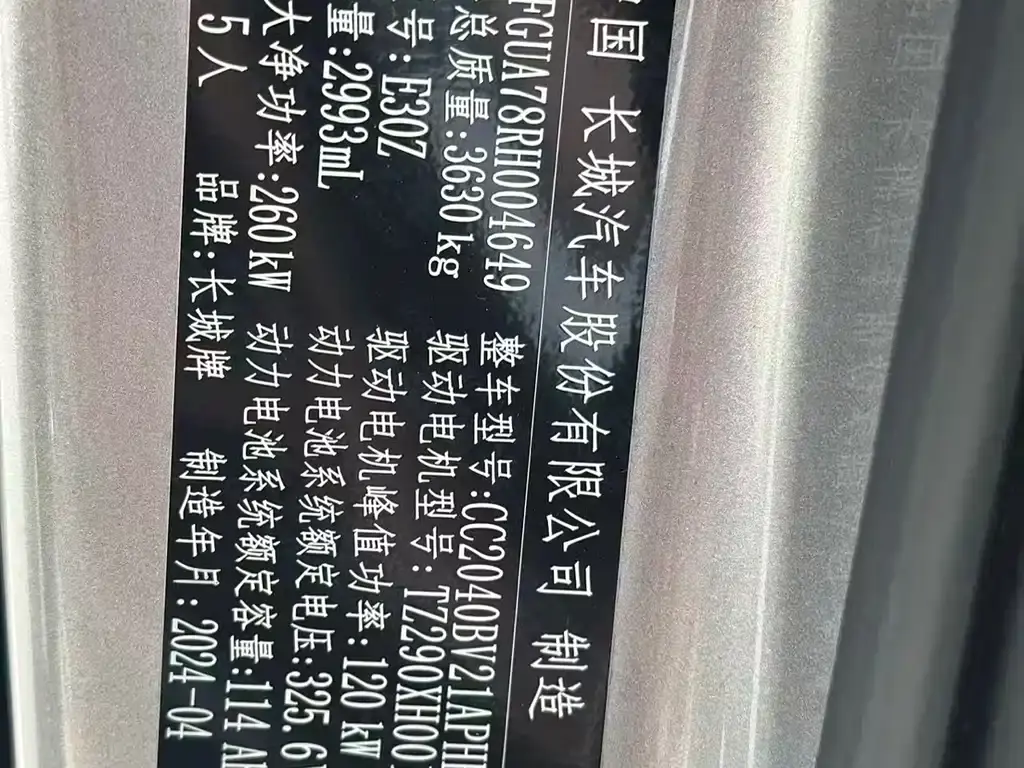 中国 长城汽车股份有限公司 制造
FGUA78RH004649 整车型号:CC2040BV21APH
总质量:3630kg 驱动电机型号:TZ290XH00
号:E30Z 驱动电机峰值功率:120 kW
量:2993mL 动力电池系统额定电压:325.6
大净功率:260kW 动力电池系统额定容量:114 A
5人 品牌:长城牌 制造年月:2024-04